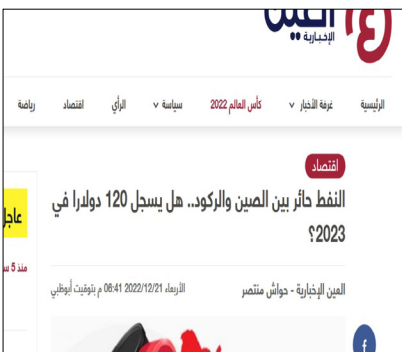 العين
الإخبارية
الرئيسية غرفة الأخبار كأس العالم 2022 سياسة الرأي اقتصاد رياضة
اقتصاد
النفط حائر بين الصين والركود.. هل يسجل 120 دولارا في
2023؟
العين الإخبارية - حواش منتصر
الأربعاء 2022/12/21 06:41 م بتوقيت أبوظبي
عاجل
منذ 5